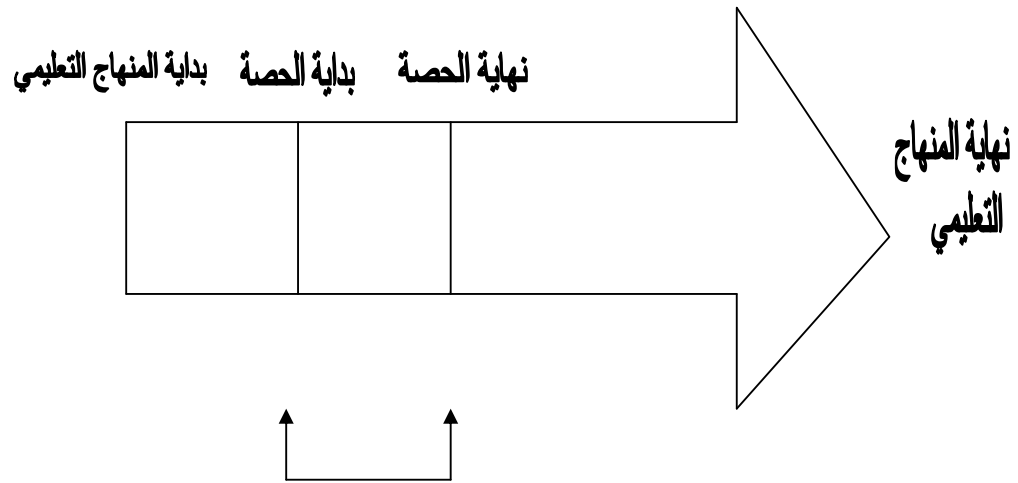 بداية المنهاج التعليمي
بداية الحصة
نهاية الحصة
نهاية المنهاج
التعليمي